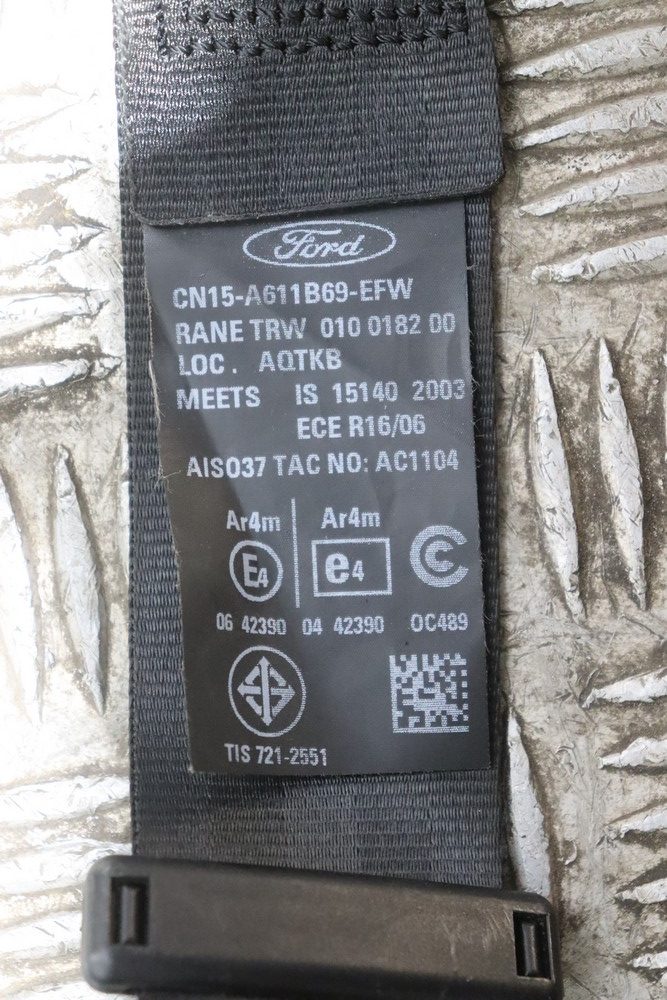 Ford
CN15-A611B69-EFW
RANE TRW 010 0182 00
LOC. AQTKB
MEETS IS 15140 2003
ECE R16/06
AIS037 TAC NO: AC1104
Ar4m Ar4m
E4 e4
06 42390 04 42390 OC489
TIS 721-2551